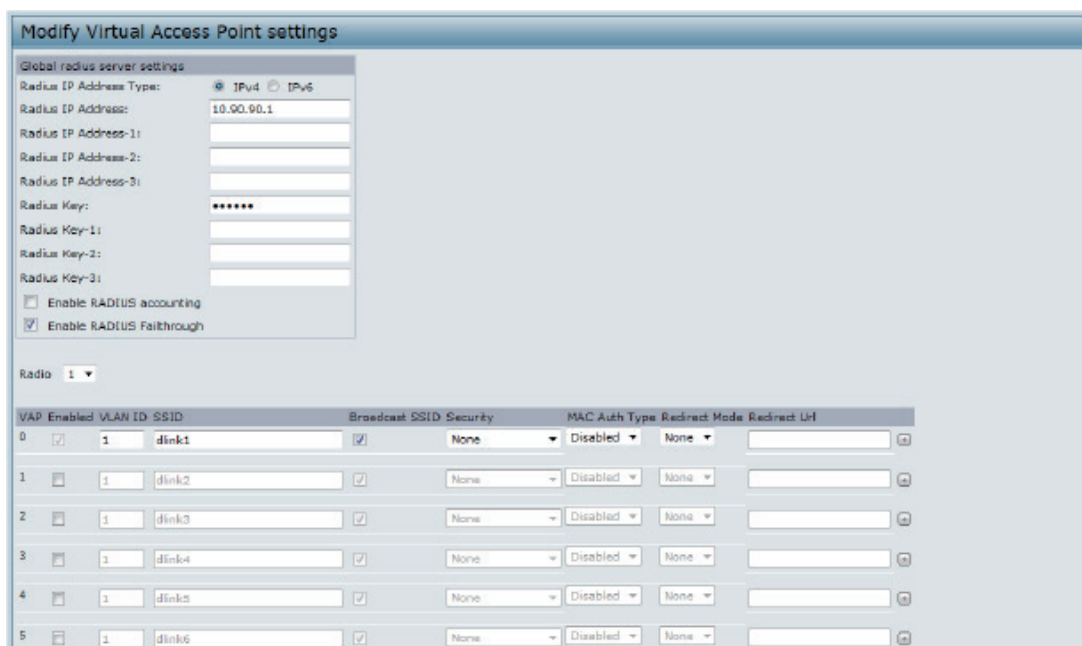 Modify Virtual Access Point settings
Global radius server settings
Radius IP Address Type: IPv4 IPv6
Radius IP Address: 10.90.90.1
Radius IP Address-1:
Radius IP Address-2:
Radius IP Address-3:
Radius Key: ••••••
Radius Key-1:
Radius Key-2:
Radius Key-3:
Enable RADIUS accounting
Enable RADIUS Failthrough
Radio 1
VAP Enabled VLAN ID SSID Broadcast SSID Security MAC Auth Type Redirect Mode Redirect Url
0 1 dlink1 None Disabled None
1 1 dlink2 None Disabled None
2 1 dlink3 None Disabled None
3 1 dlink4 None Disabled None
4 1 dlink5 None Disabled None
5 1 dlink6 None Disabled None